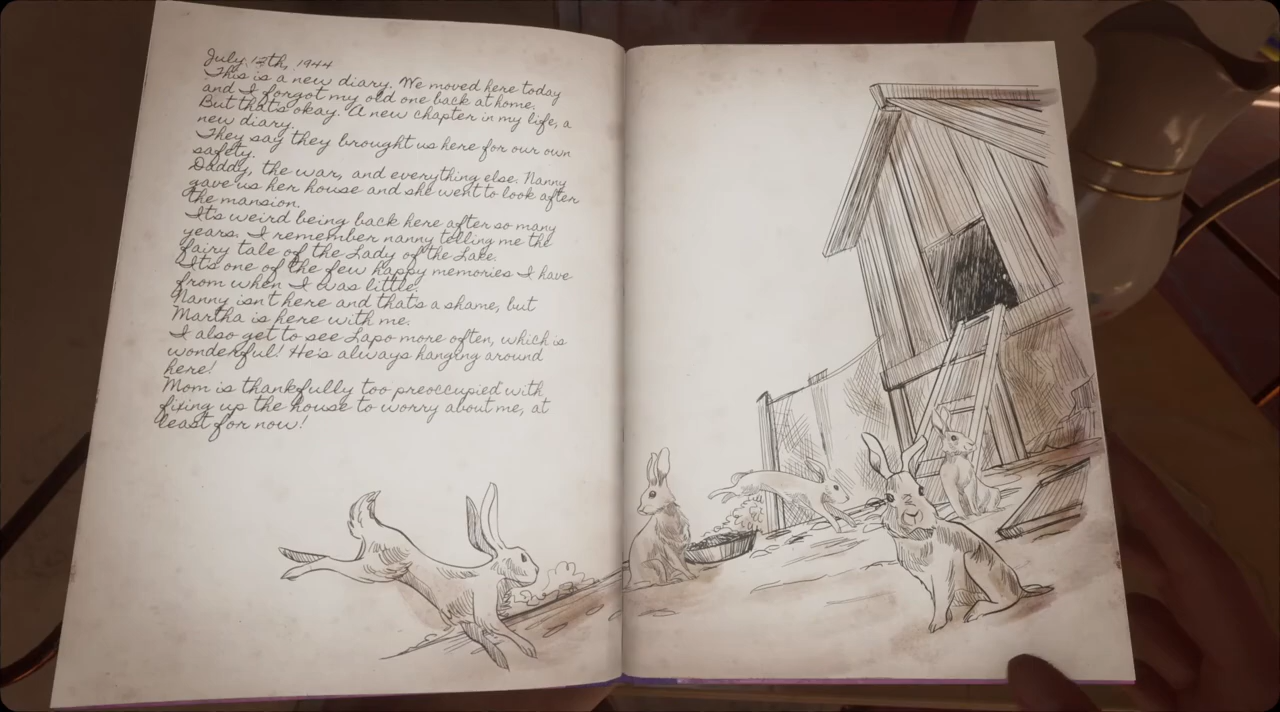 July 13th, 1944
This is a new diary. We moved here today
and I forgot my old one back at home.
But that's okay. A new chapter in my life, a
new diary.
They say they brought us here for our own
safety.
Daddy, the war, and everything else. Nanny
gave us her house and she went to look after
the mansion.
It's weird being back here after so many
years. I remember nanny telling me the
fairy tale of the Lady of the Lake.
It's one of the few happy memories I have
from when I was little.
Nanny isn't here and that's a shame, but
Martha is here with me.
I also get to see Lapo more often, which is
wonderful! He's always hanging around
here!
Mom is thankfully too preoccupied with
fixing up the house to worry about me, at
least for now!